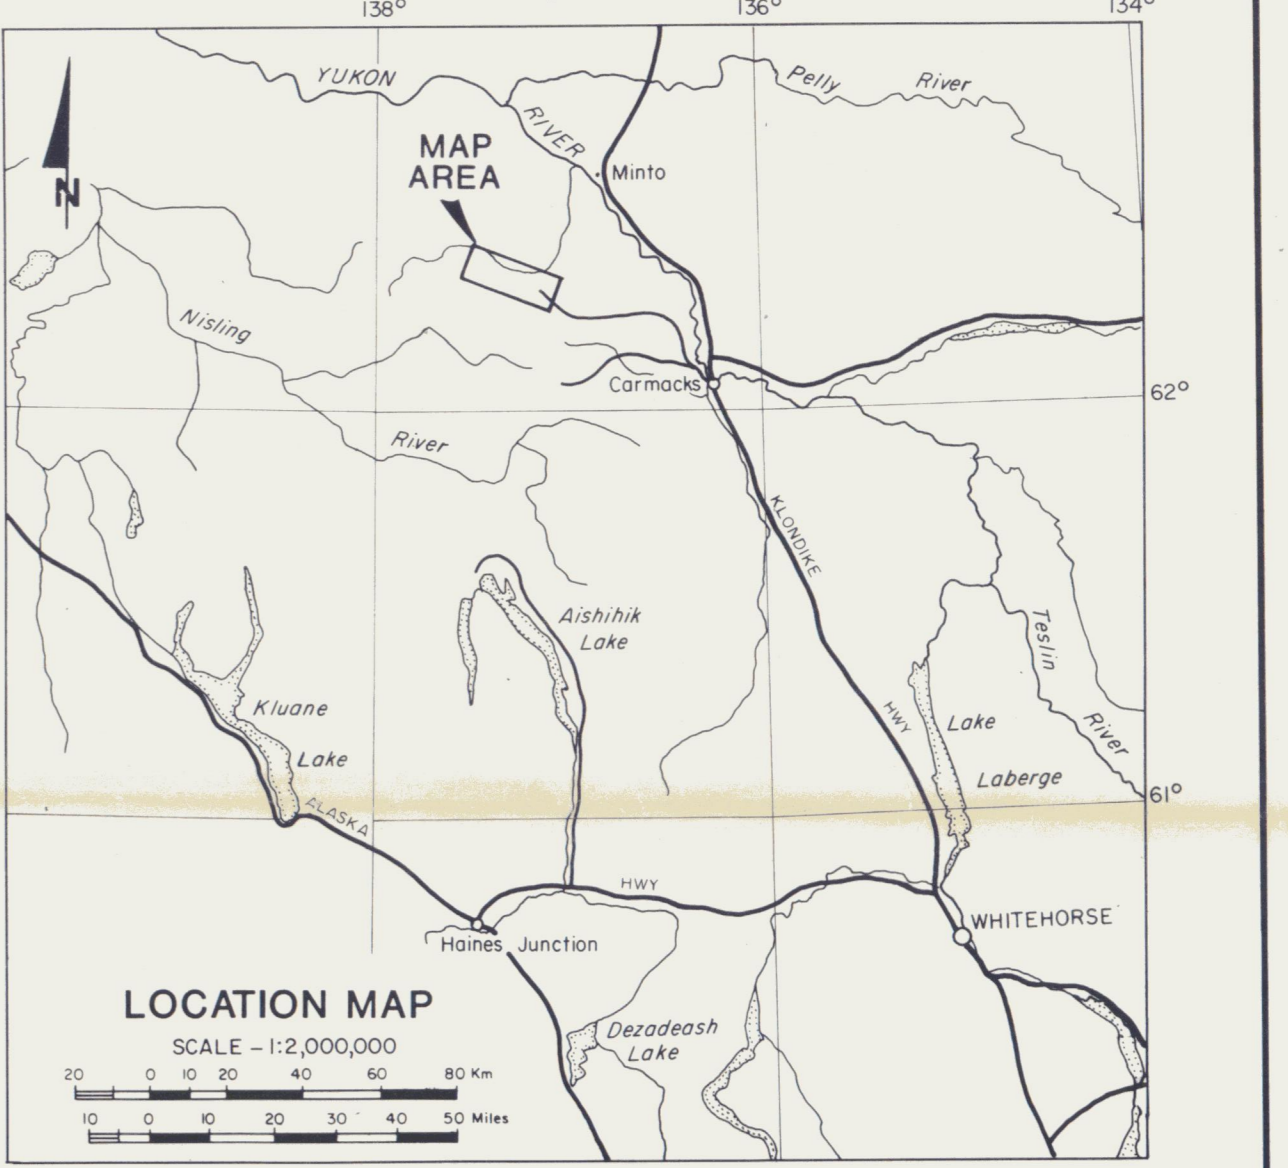 138° 136° 134°
YUKON
RIVER
Pelly River
MAP
AREA
N
Minto
Nisling
River
Carmacks
62°
KLONDIKE
HWY
Aishihik
Lake
Teslin
River
Kluane
Lake
Lake
Laberge
61°
ALASKA
HWY
WHITEHORSE
Haines Junction
LOCATION MAP
SCALE – 1:2,000,000
20 0 10 20 40 60 80 Km
10 0 10 20 30 40 50 Miles
Dezadeash
Lake